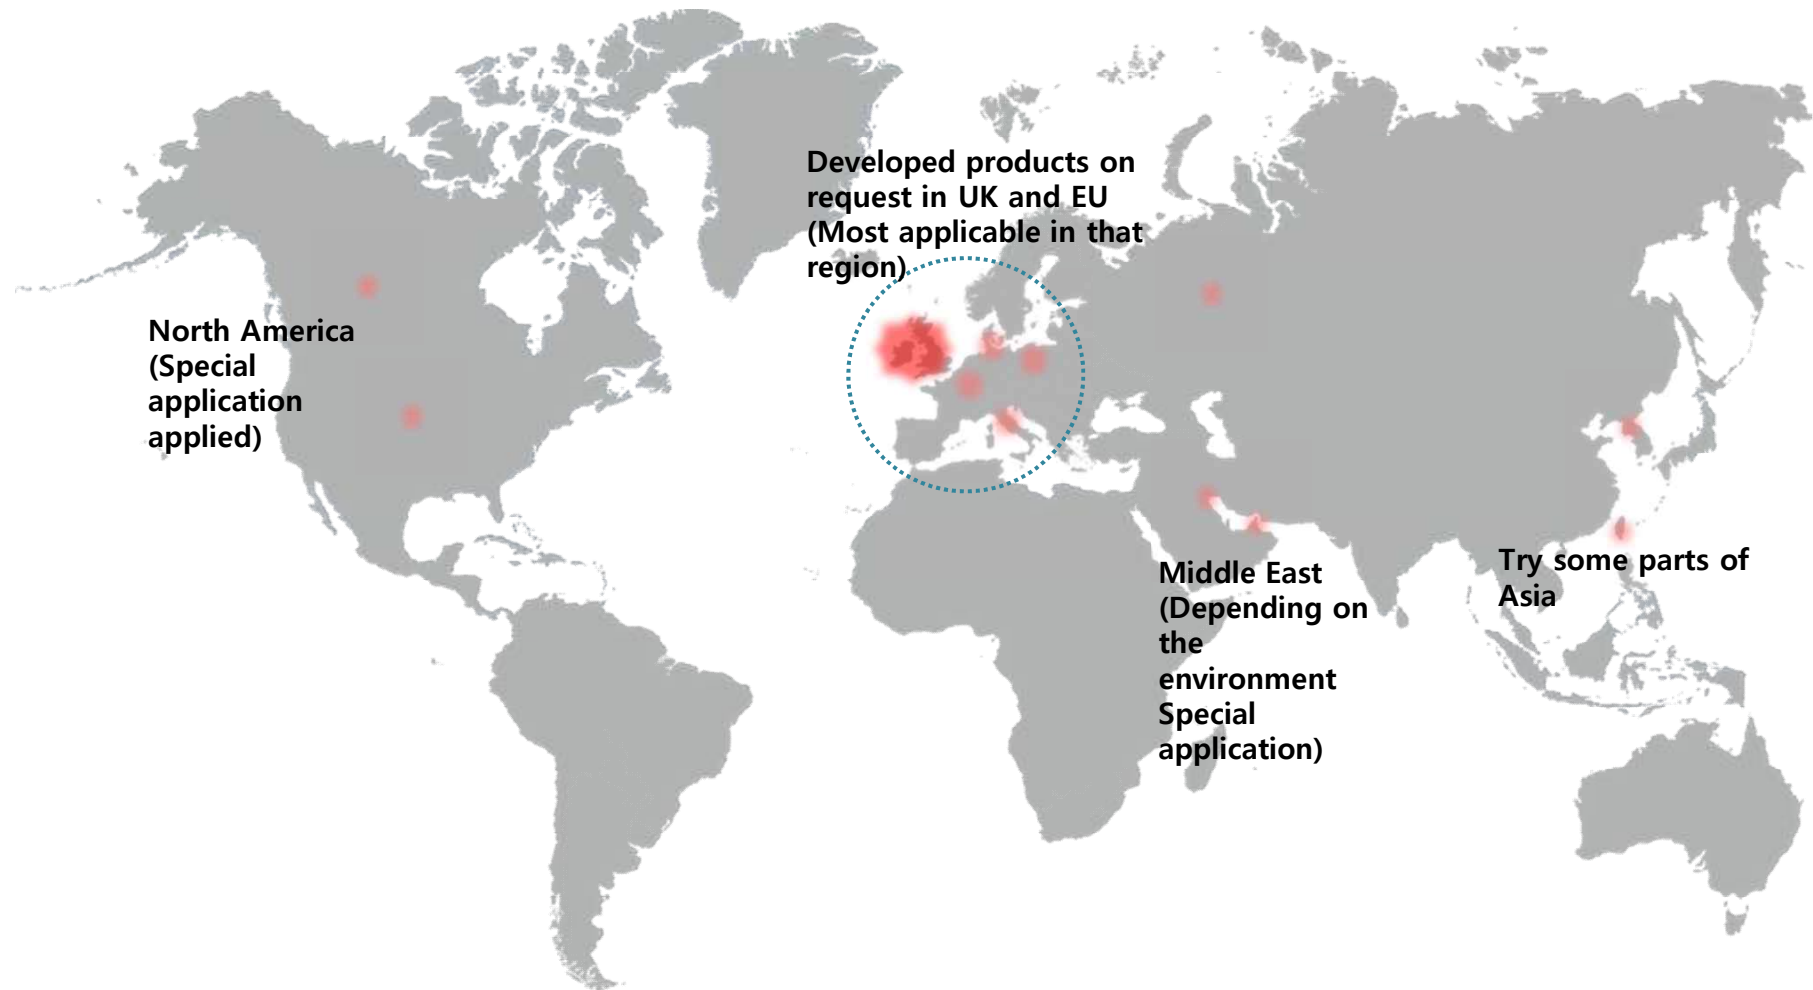 Developed products on
request in UK and EU
(Most applicable in that
region)
North America
(Special
application
applied)
Middle East
(Depending on
the
environment
Special
application)
Try some parts of
Asia